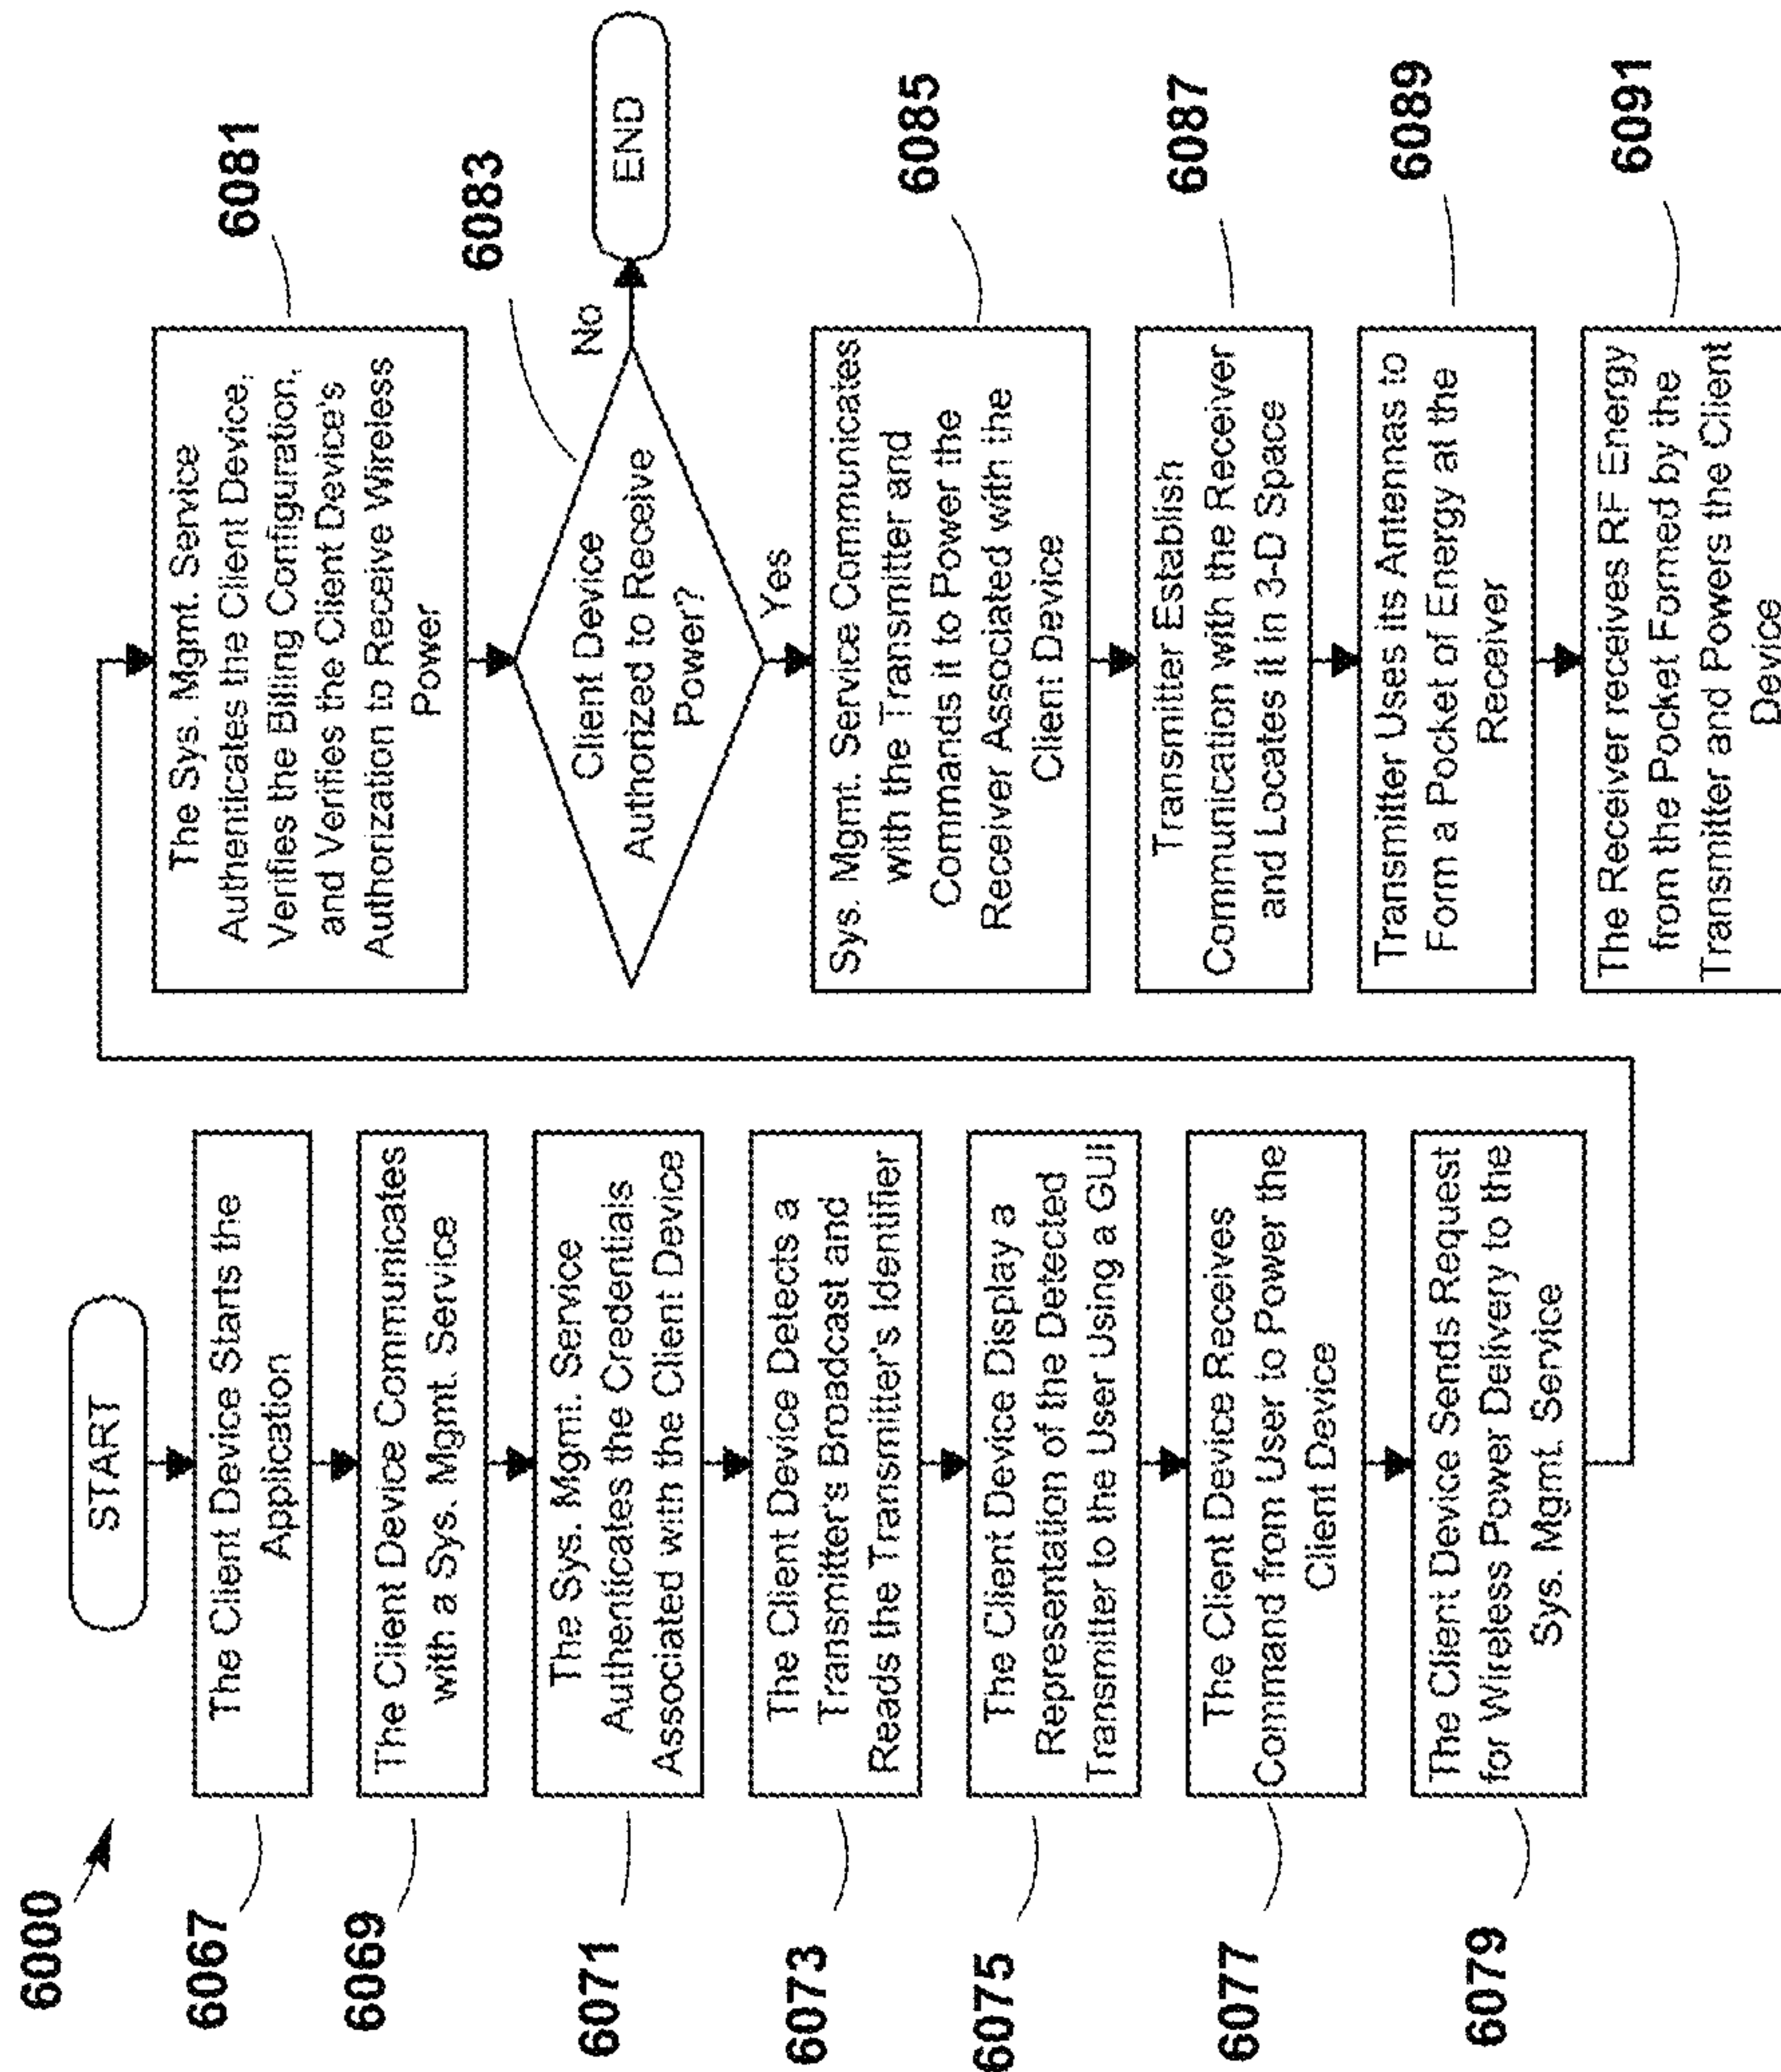 6000
START
6067
The Client Device Starts the
Application
6069
The Client Device Communicates
with a Sys. Mgmt. Service
6071
The Sys. Mgmt. Service
Authenticates the Credentials
Associated with the Client Device
6073
The Client Device Detects a
Transmitter's Broadcast and
Reads the Transmitter's Identifier
6075
The Client Device Display a
Representation of the Detected
Transmitter to the User Using a GUI
6077
The Client Device Receives
Command from User to Power the
Client Device
6079
The Client Device Sends Request
for Wireless Power Delivery to the
Sys. Mgmt. Service
6081
The Sys. Mgmt. Service
Authenticates the Client Device,
Verifies the Billing Configuration,
and Verifies the Client Device's
Authorization to Receive Wireless
Power
6083
Client Device
Authorized to Receive
Power?
No
END
Yes
6085
Sys. Mgmt. Service Communicates
with the Transmitter and
Commands it to Power the
Receiver Associated with the
Client Device
6087
Transmitter Establish
Communication with the Receiver
and Locates it in 3-D Space
6089
Transmitter Uses its Antennas to
Form a Pocket of Energy at the
Receiver
6091
The Receiver receives RF Energy
from the Pocket Formed by the
Transmitter and Powers the Client
Device